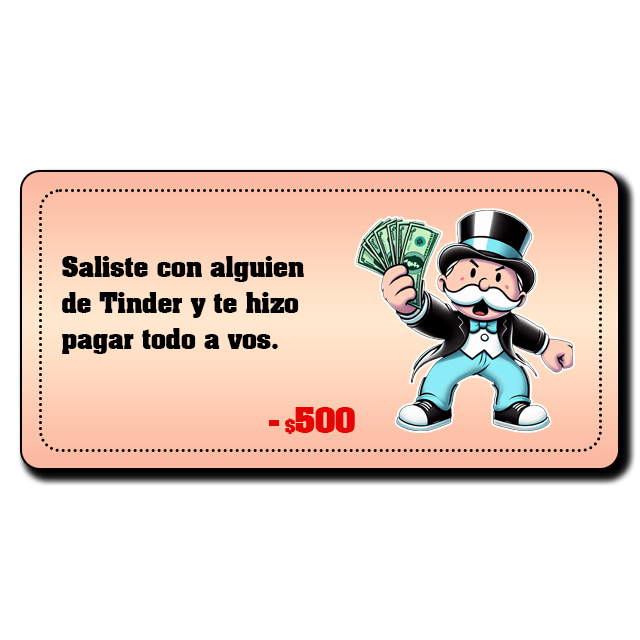 Saliste con alguien
de Tinder y te hizo
pagar todo a vos.
- $500